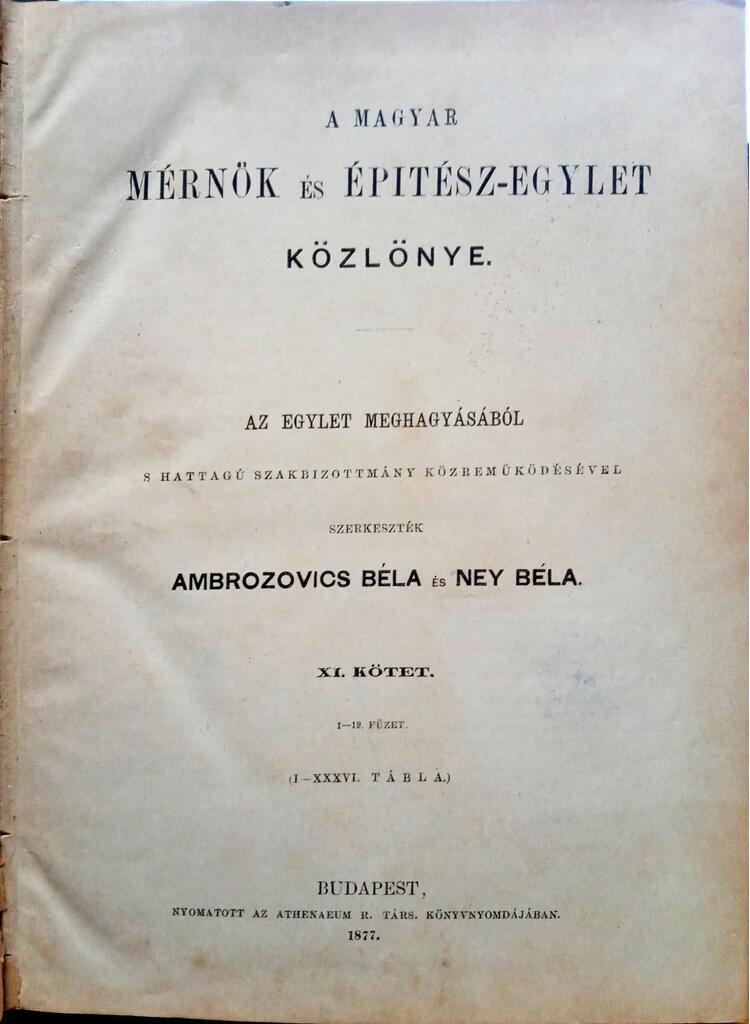 A MAGYAR
MÉRNÖK ÉS ÉPITÉSZ-EGYLET
KÖZLÖNYE.
AZ EGYLET MEGHAGYÁSÁBÓL
S HATTAGÚ SZAKBIZOTTMÁNY KÖZREMŰKÖDÉSÉVEL
SZERKESZTÉK
AMBROZOVICS BÉLA ÉS NEY BÉLA.
XI. KÖTET.
1—12. FÜZET.
(I—XXXVI. TÁBLA.)
BUDAPEST,
NYOMATOTT AZ ATHENAEUM R. TÁRS. KÖNYVNYOMDÁJÁBAN.
1877.